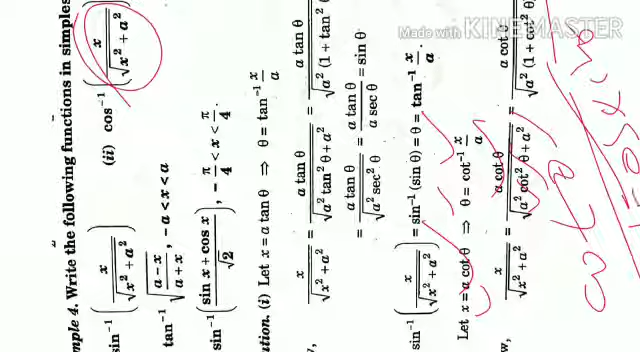 Made with KINEMASTER
mple 4. Write the following functions in simples
sin⁻¹ (x / √(x² + a²)) (ii) cos⁻¹ (x / √(x² + a²))
tan⁻¹ √((a − x) / (a + x)), − a < x < a
sin⁻¹ ((sin x + cos x) / √2), − π/4 < x < π/4.
ution. (i) Let x = a tan θ ⇒ θ = tan⁻¹ x/a
w, x / √(x² + a²) = a tan θ / √(a² tan² θ + a²) = a tan θ / √(a² (1 + tan² θ
= a tan θ / √(a² sec² θ) = a tan θ / a sec θ = sin θ
sin⁻¹ (x / √(x² + a²)) = sin⁻¹ (sin θ) = θ = tan⁻¹ x/a.
Let x = a cot θ ⇒ θ = cot⁻¹ x/a
w, x / √(x² + a²) = a cot θ / √(a² cot² θ + a²) = a cot θ / √(a² (1 + cot² θ